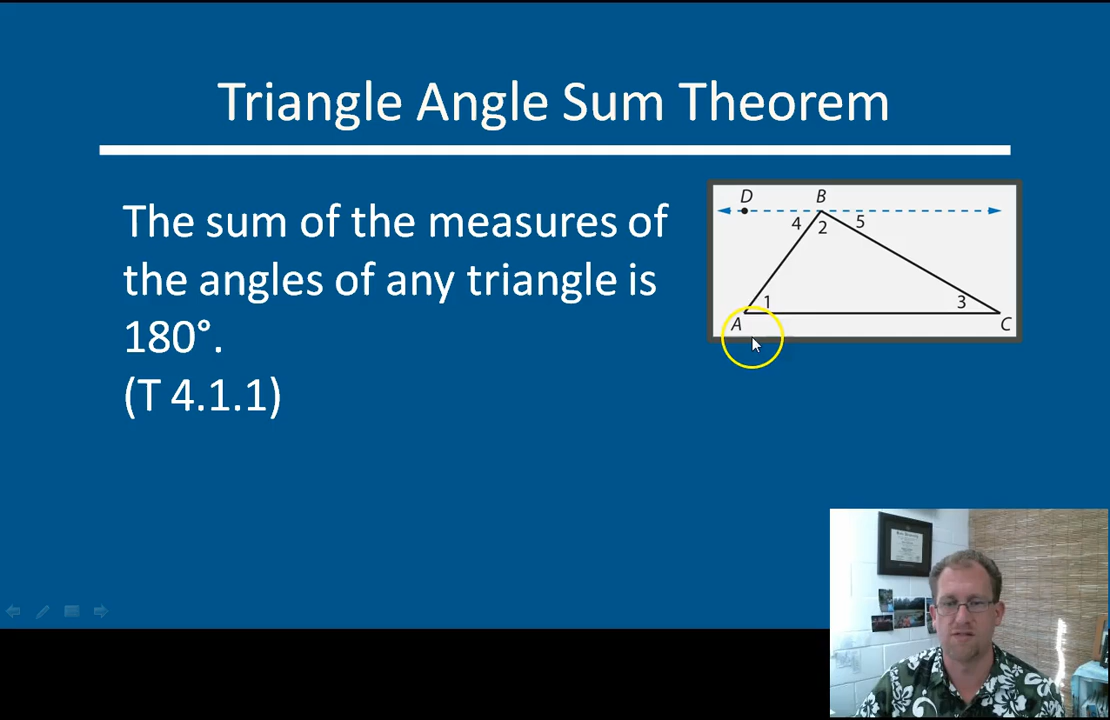 Triangle Angle Sum Theorem
The sum of the measures of
the angles of any triangle is
180°.
(T 4.1.1)
D B
4 2 5
1 3
A C